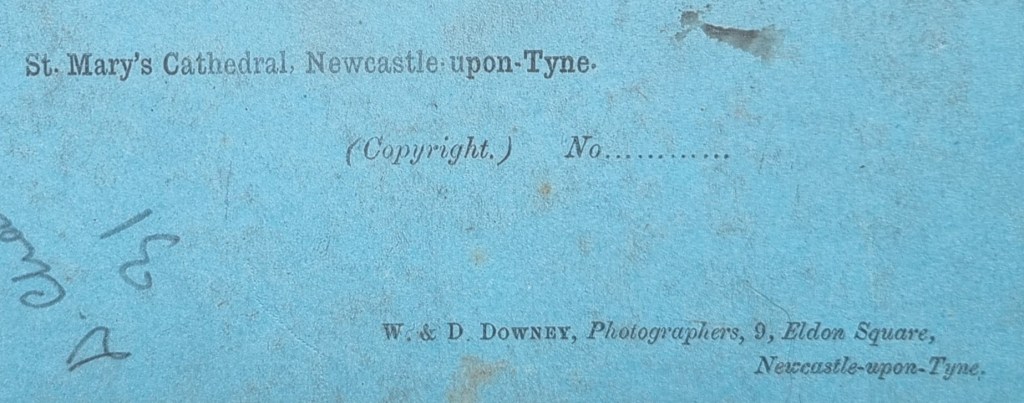 St. Mary's Cathedral, Newcastle-upon-Tyne.
(Copyright.) No............
W. & D. DOWNEY, Photographers, 9, Eldon Square,
Newcastle-upon-Tyne.